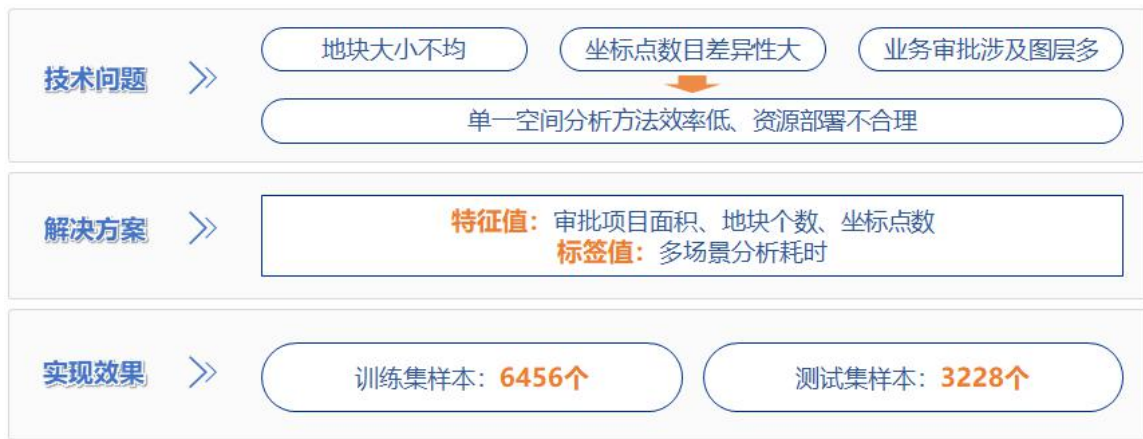 技术问题
地块大小不均
坐标点数目差异性大
业务审批涉及图层多
单一空间分析方法效率低、资源部署不合理
解决方案
特征值：审批项目面积、地块个数、坐标点数
标签值：多场景分析耗时
实现效果
训练集样本：6456个
测试集样本：3228个